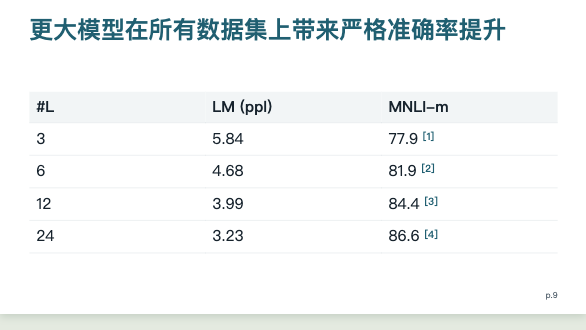 更大模型在所有数据集上带来严格准确率提升
#L LM (ppl) MNLI-m
3 5.84 77.9 [1]
6 4.68 81.9 [2]
12 3.99 84.4 [3]
24 3.23 86.6 [4]
p.9